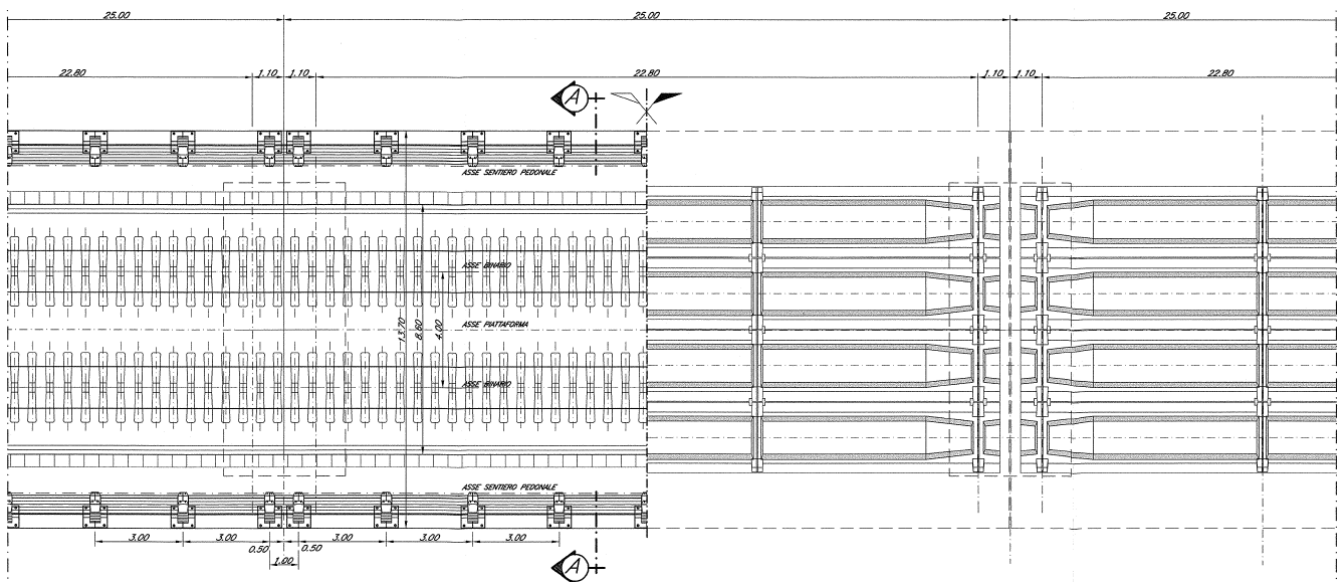 25.00 25.00 25.00
22.80 1.10 1.10 22.80 1.10 1.10 22.80
A
ASSE SENTIERO PEDONALE
ASSE BINARIO
13.70 8.60 4.00
ASSE PIATTAFORMA
ASSE BINARIO
ASSE SENTIERO PEDONALE
3.00 3.00 3.00 3.00 3.00
0.50 0.50
1.00
A